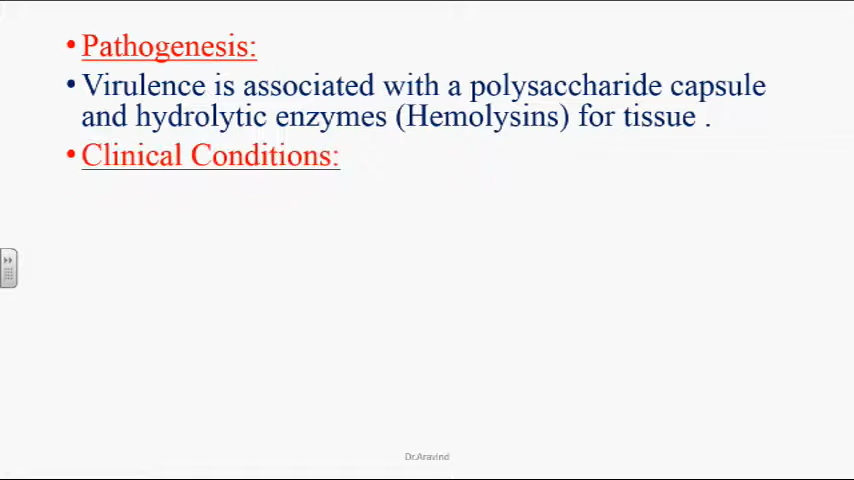 • Pathogenesis:
• Virulence is associated with a polysaccharide capsule
and hydrolytic enzymes (Hemolysins) for tissue .
• Clinical Conditions:
Dr.Aravind